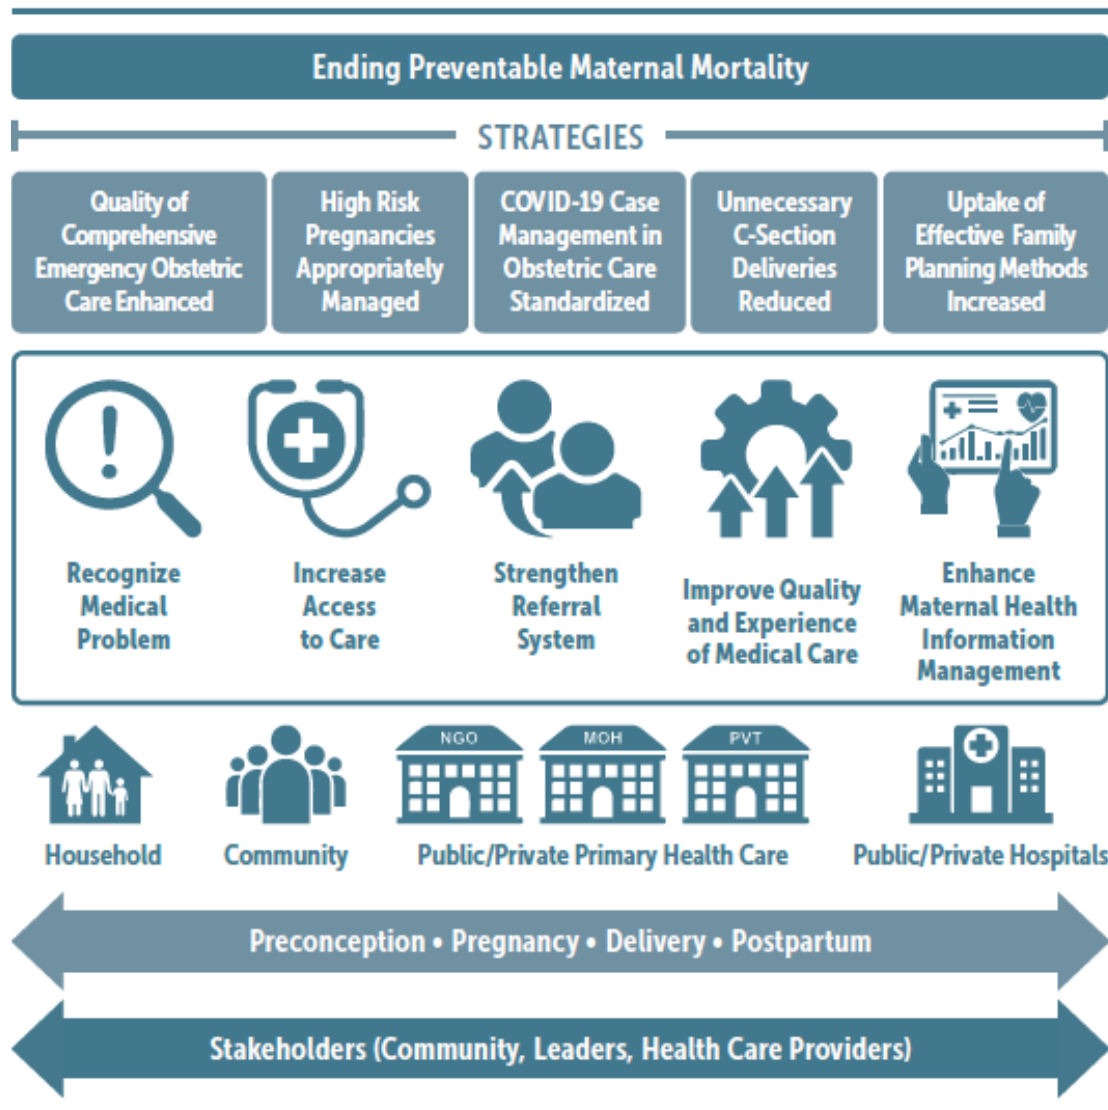 Ending Preventable Maternal Mortality
STRATEGIES
Quality of
Comprehensive
Emergency Obstetric
Care Enhanced
High Risk
Pregnancies
Appropriately
Managed
COVID-19 Case
Management in
Obstetric Care
Standardized
Unnecessary
C-Section
Deliveries
Reduced
Uptake of
Effective Family
Planning Methods
Increased
Recognize
Medical
Problem
Increase
Access
to Care
Strengthen
Referral
System
Improve Quality
and Experience
of Medical Care
Enhance
Maternal Health
Information
Management
NGO
MOH
PVT
Household
Community
Public/Private Primary Health Care
Public/Private Hospitals
Preconception • Pregnancy • Delivery • Postpartum
Stakeholders (Community, Leaders, Health Care Providers)